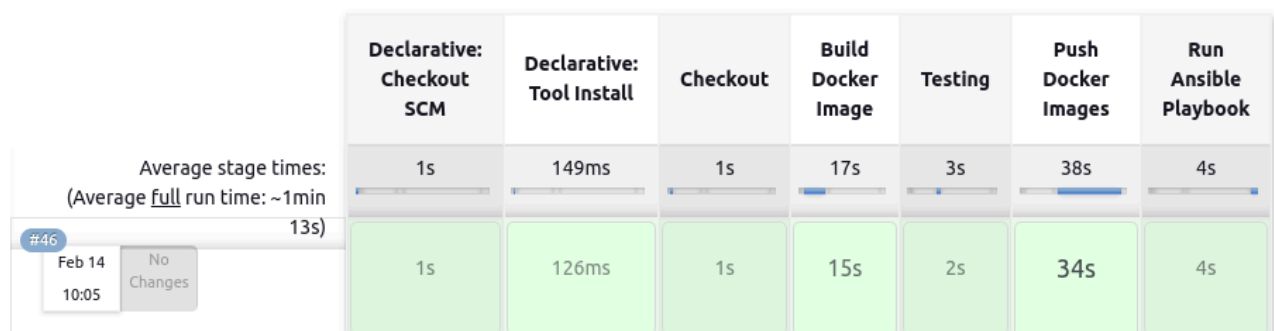 Declarative:
Checkout
SCM
Declarative:
Tool Install
Checkout
Build
Docker
Image
Testing
Push
Docker
Images
Run
Ansible
Playbook
Average stage times:
(Average full run time: ~1min
13s)
1s
149ms
1s
17s
3s
38s
4s
#46
Feb 14
10:05
No
Changes
1s
126ms
1s
15s
2s
34s
4s